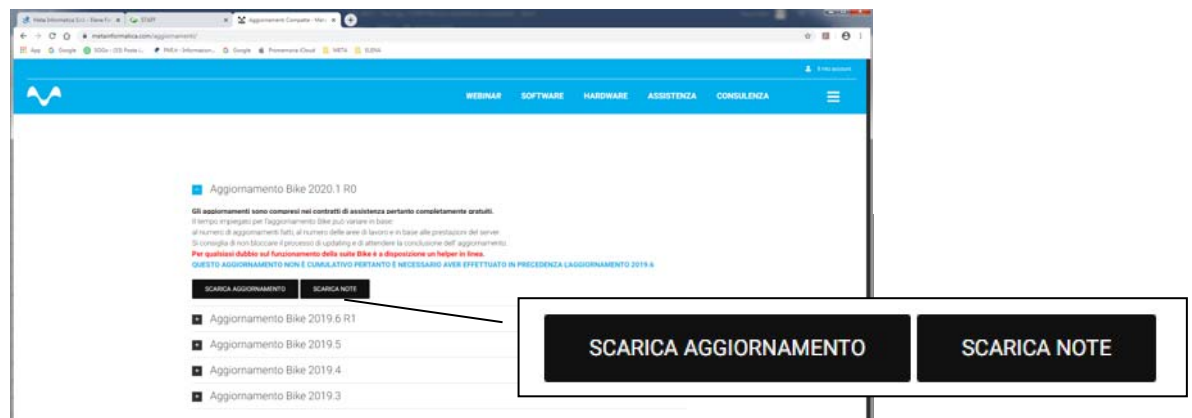 Aggiornamenti Compatte - Met
STAFF
metainformatica.com/aggiornamenti/
App
Google
Google
Promemoria iCloud
META
ELENA
Il mio account
WEBINAR SOFTWARE HARDWARE ASSISTENZA CONSULENZA
Aggiornamento Bike 2020.1 R0
Gli aggiornamenti sono compresi nei contratti di assistenza pertanto completamente gratuiti.
Il tempo impiegato per l'aggiornamento Bike può variare in base:
al numero di aggiornamenti fatti, al numero delle aree di lavoro e in base alle prestazioni del server.
Si consiglia di non bloccare il processo di updating e di attendere la conclusione dell' aggiornamento.
Per qualsiasi dubbio sul funzionamento della suite Bike è a disposizione un helper in linea.
QUESTO AGGIORNAMENTO NON È CUMULATIVO PERTANTO È NECESSARIO AVER EFFETTUATO IN PRECEDENZA L'AGGIORNAMENTO 2019.6
SCARICA AGGIORNAMENTO SCARICA NOTE
Aggiornamento Bike 2019.6 R1
Aggiornamento Bike 2019.5
Aggiornamento Bike 2019.4
Aggiornamento Bike 2019.3
SCARICA AGGIORNAMENTO SCARICA NOTE